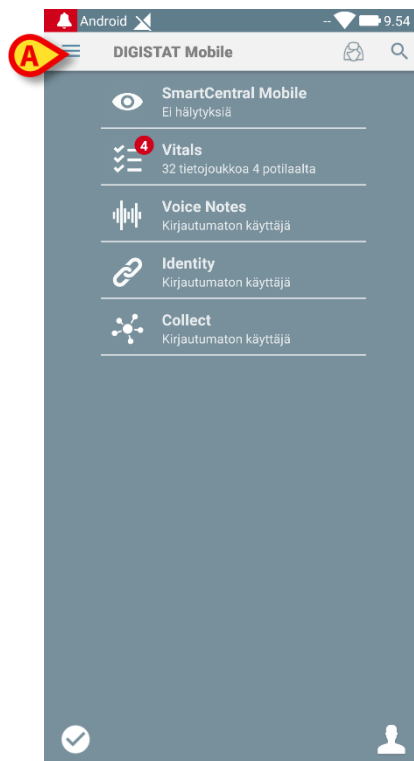 Android -- 9.54
A
DIGISTAT Mobile
SmartCentral Mobile
Ei hälytyksiä
4
Vitals
32 tietojoukkoa 4 potilaalta
Voice Notes
Kirjautumaton käyttäjä
Identity
Kirjautumaton käyttäjä
Collect
Kirjautumaton käyttäjä